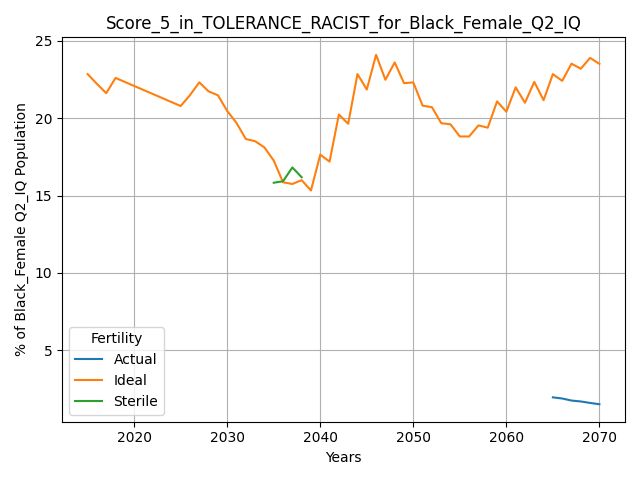 Score_5_in_TOLERANCE_RACIST_for_Black_Female_Q2_IQ
% of Black_Female Q2_IQ Population
25
20
15
10
5
Fertility
Actual
Ideal
Sterile
2020
2030
2040
2050
2060
2070
Years